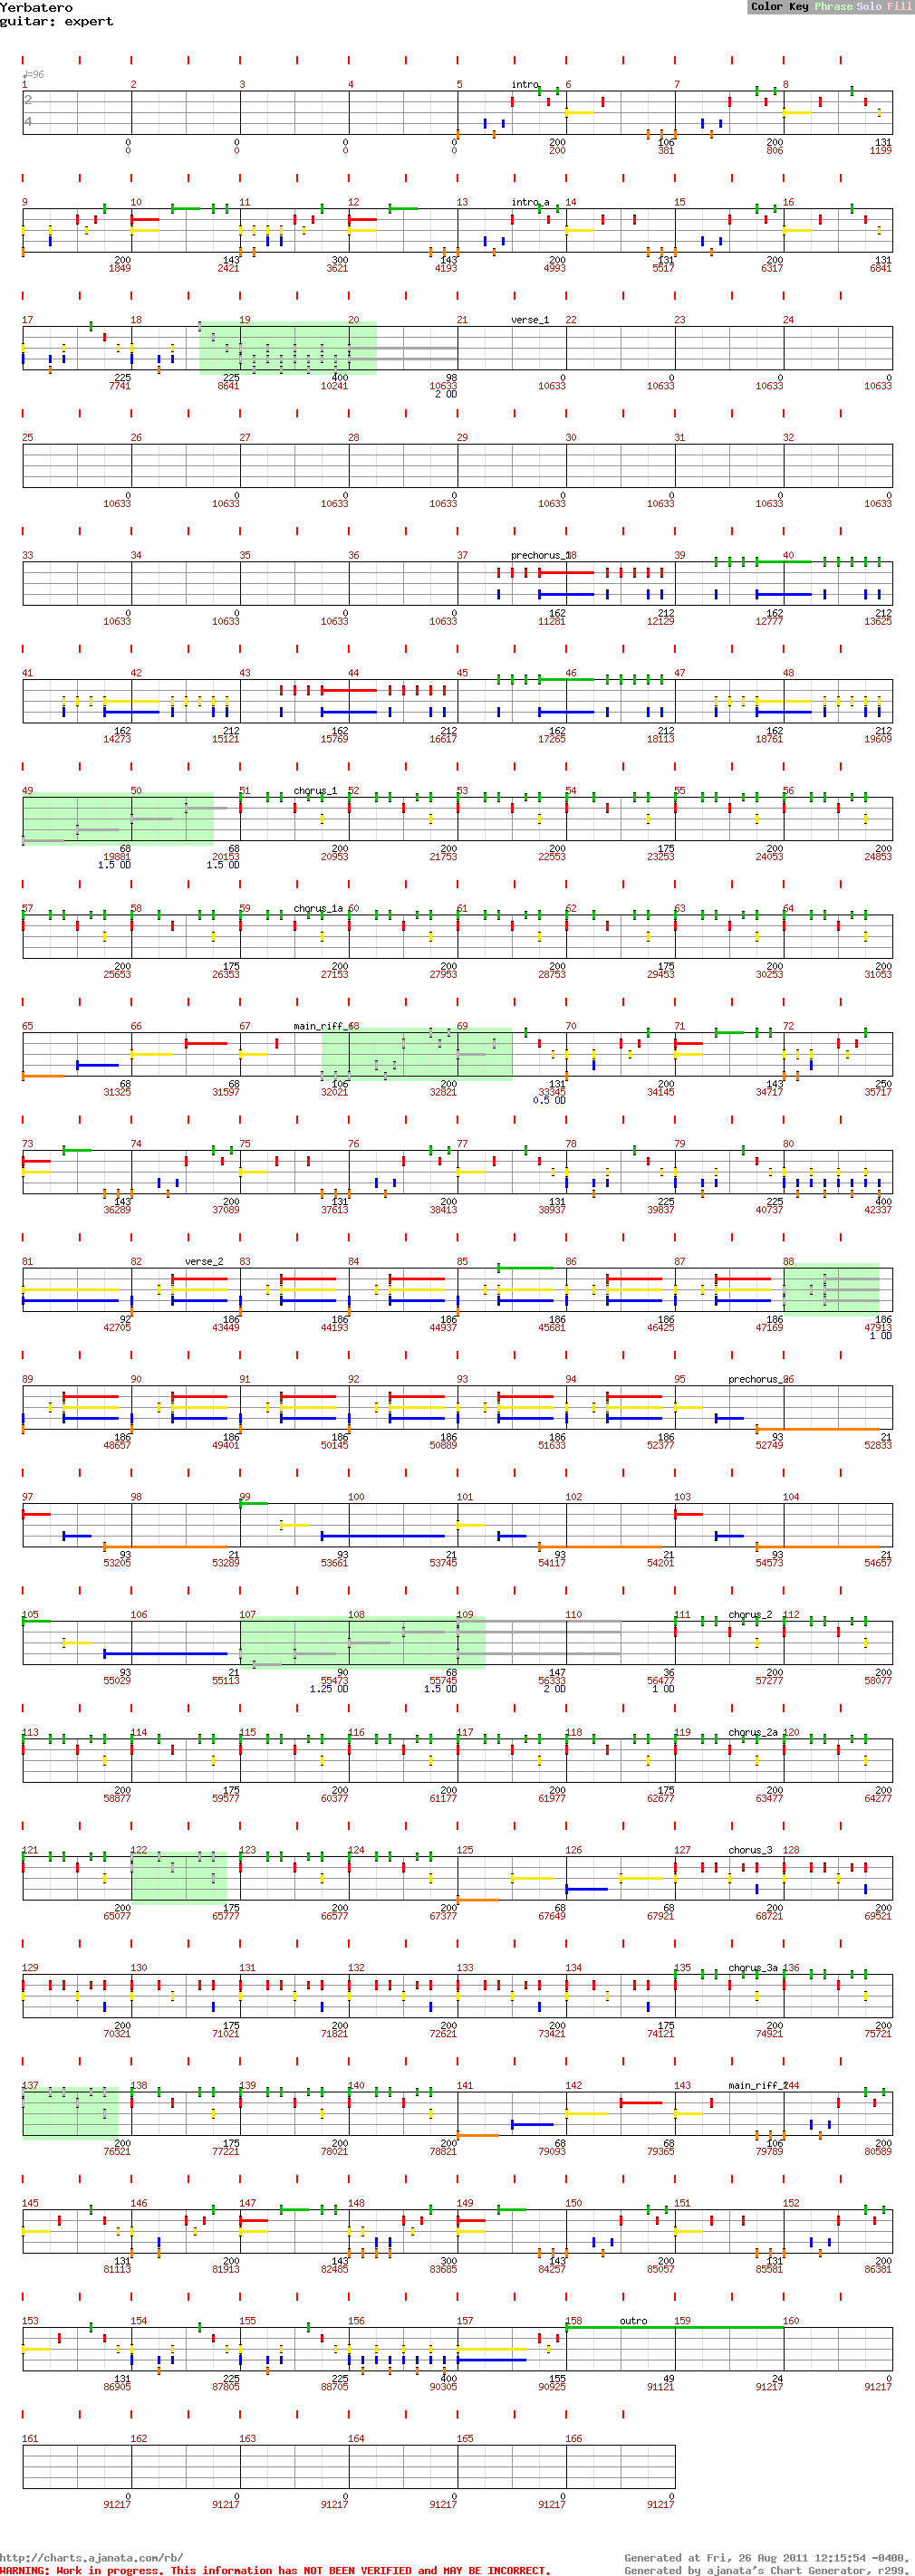 Yerbatero
guitar: expert
Color Key Phrase Solo Fill
♩=96
1 2 3 4 5 intro 6 7 8
2
4
0 0 0 0 200 106 200 131
0 0 0 0 200 381 806 1199
9 10 11 12 13 intro_a 14 15 16
200 143 300 143 200 131 200 131
1849 2421 3621 4193 4993 5517 6317 6841
17 18 19 20 21 verse_1 22 23 24
225 225 400 98 0 0 0 0
7741 8641 10241 10633 10633 10633 10633 10633
2 OD
25 26 27 28 29 30 31 32
0 0 0 0 0 0 0 0
10633 10633 10633 10633 10633 10633 10633 10633
33 34 35 36 37 prechorus_1 38 39 40
0 0 0 0 162 212 162 212
10633 10633 10633 10633 11281 12129 12777 13625
41 42 43 44 45 46 47 48
162 212 162 212 162 212 162 212
14273 15121 15769 16617 17265 18113 18761 19609
49 50 51 chorus_1 52 53 54 55 56
68 68 200 200 200 175 200 200
19881 20153 20953 21753 22553 23253 24053 24853
1.5 OD 1.5 OD
57 58 59 chorus_1a 60 61 62 63 64
200 175 200 200 200 175 200 200
25653 26353 27153 27953 28753 29453 30253 31053
65 66 67 main_riff_1 68 69 70 71 72
68 68 106 200 131 200 143 250
31325 31597 32021 32821 33345 34145 34717 35717
0.5 OD
73 74 75 76 77 78 79 80
143 200 131 200 131 225 225 400
36289 37089 37613 38413 38937 39837 40737 42337
81 82 verse_2 83 84 85 86 87 88
92 186 186 186 186 186 186 186
42705 43449 44193 44937 45681 46425 47169 47913
1 OD
89 90 91 92 93 94 95 prechorus_2 96
186 186 186 186 186 186 93 21
48657 49401 50145 50889 51633 52377 52749 52833
97 98 99 100 101 102 103 104
93 21 93 21 93 21 93 21
53205 53289 53661 53745 54117 54201 54573 54657
105 106 107 108 109 110 111 chorus_2 112
93 21 90 68 147 36 200 200
55029 55113 55473 55745 56333 56477 57277 58077
1.25 OD 1.5 OD 2 OD 1 OD
113 114 115 116 117 118 119 chorus_2a 120
200 175 200 200 200 175 200 200
58877 59577 60377 61177 61977 62677 63477 64277
121 122 123 124 125 126 127 chorus_3 128
200 175 200 200 68 68 200 200
65077 65777 66577 67377 67649 67921 68721 69521
129 130 131 132 133 134 135 chorus_3a 136
200 175 200 200 200 175 200 200
70321 71021 71821 72621 73421 74121 74921 75721
137 138 139 140 141 142 143 main_riff_2 144
200 175 200 200 68 68 106 200
76521 77221 78021 78821 79093 79365 79789 80589
145 146 147 148 149 150 151 152
131 200 143 300 143 200 131 200
81113 81913 82485 83685 84257 85057 85581 86381
153 154 155 156 157 158 outro 159 160
131 225 225 400 155 49 24 0
86905 87805 88705 90305 90925 91121 91217 91217
161 162 163 164 165 166
0 0 0 0 0 0
91217 91217 91217 91217 91217 91217
http://charts.ajanata.com/rb/
Generated at Fri, 26 Aug 2011 12:15:54 -0400.
WARNING: Work in progress. This information has NOT BEEN VERIFIED and MAY BE INCORRECT.
Generated by ajanata's Chart Generator, r299.